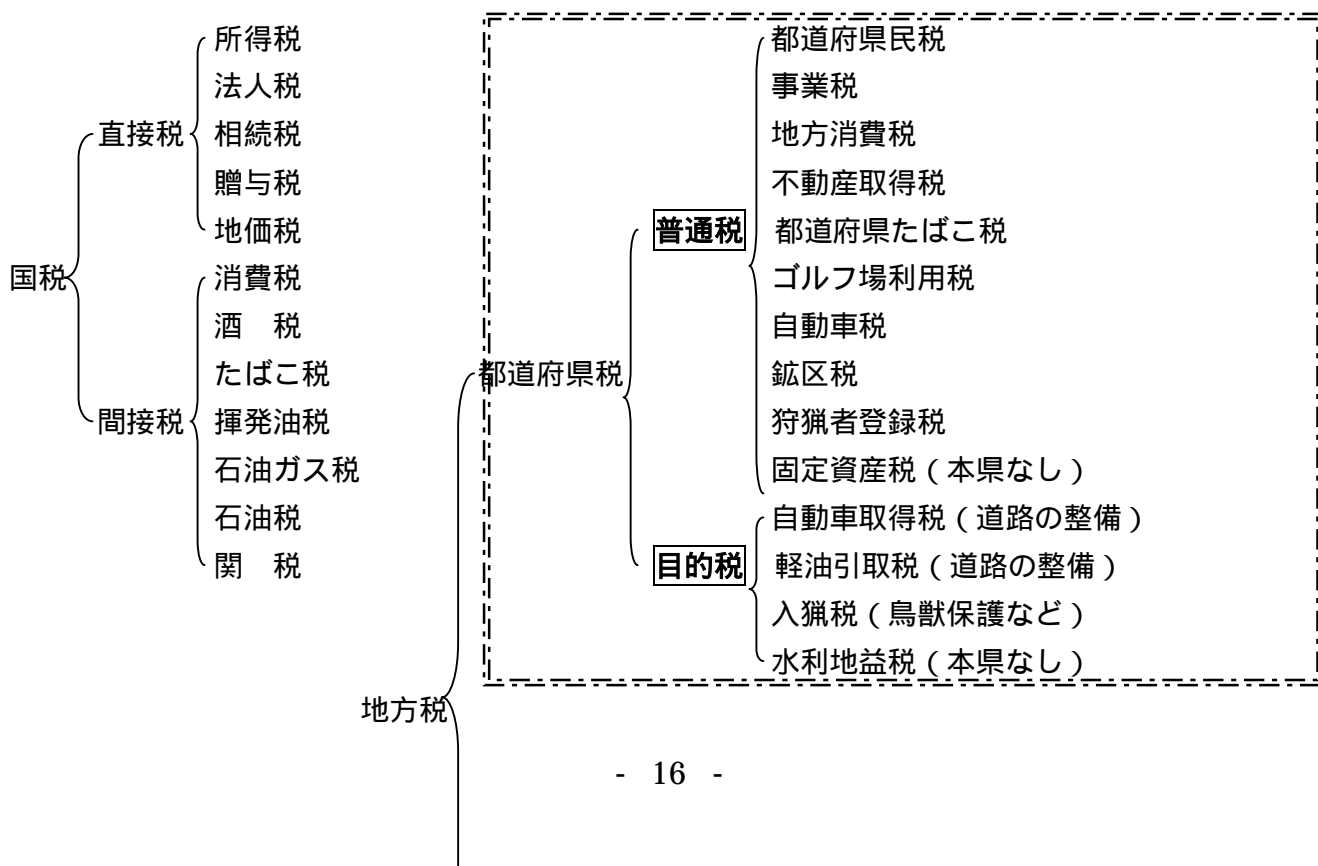 国税
直接税
所得税
法人税
相続税
贈与税
地価税
間接税
消費税
酒　税
たばこ税
揮発油税
石油ガス税
石油税
関　税
地方税
都道府県税
普通税
都道府県民税
事業税
地方消費税
不動産取得税
都道府県たばこ税
ゴルフ場利用税
自動車税
鉱区税
狩猟者登録税
固定資産税（本県なし）
目的税
自動車取得税（道路の整備）
軽油引取税（道路の整備）
入猟税（鳥獣保護など）
水利地益税（本県なし）
- 16 -